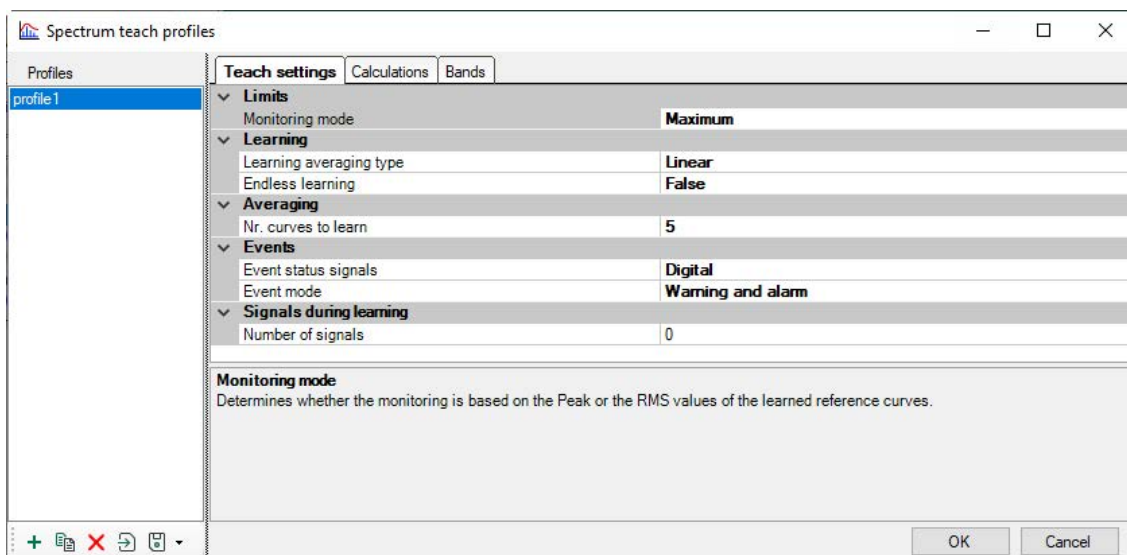 Spectrum teach profiles
Profiles
Teach settings Calculations Bands
profile1
Limits
Monitoring mode Maximum
Learning
Learning averaging type Linear
Endless learning False
Averaging
Nr. curves to learn 5
Events
Event status signals Digital
Event mode Warning and alarm
Signals during learning
Number of signals 0
Monitoring mode
Determines whether the monitoring is based on the Peak or the RMS values of the learned reference curves.
OK Cancel